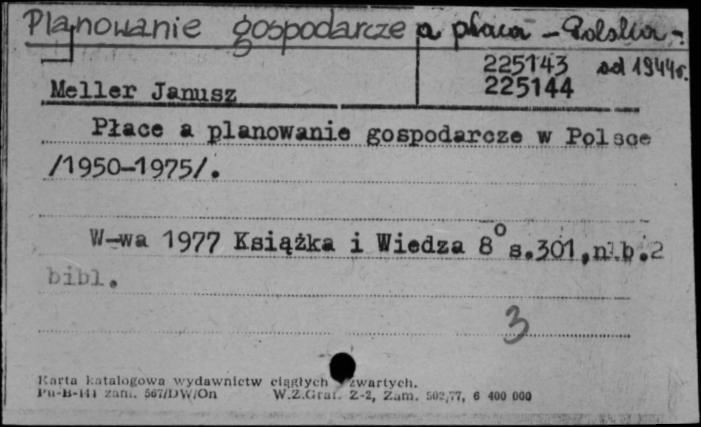 Planowanie gospodarcze a płaca – Polska –
225143 od 1944r.
Meller Janusz 225144
Płace a planowanie gospodarcze w Polsce
/1950-1975/.
W-wa 1977 Książka i Wiedza 8° s.301,nlb.2
bibl.
3
Karta katalogowa wydawnictw ciągłych zwartych.
Pu-B-141 zam. 567/DW/On W.Z.Graf. Z-2, Zam. 502,77, 6 400 000